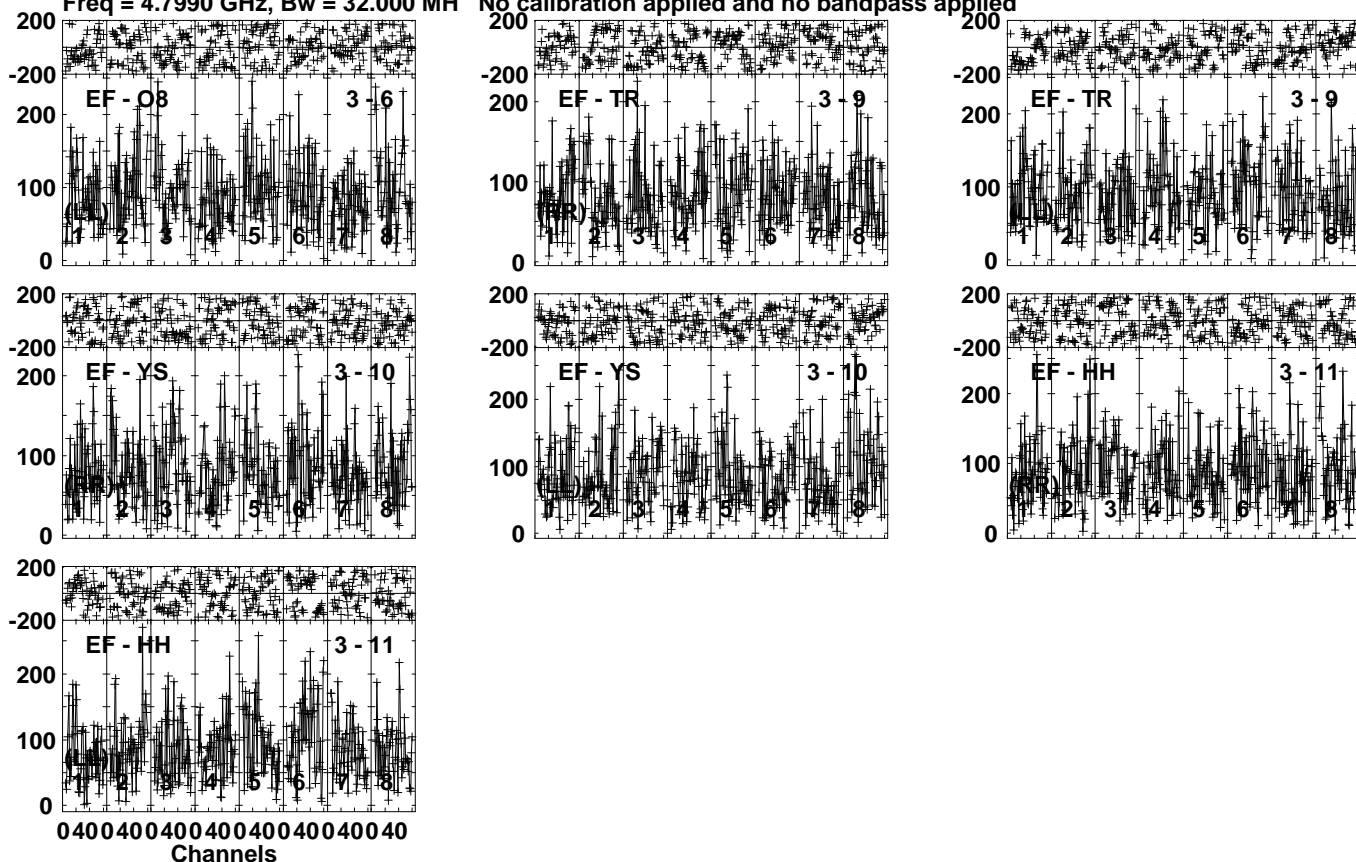 Freq = 4.7990 GHz, Bw = 32.000 MH No calibration applied and no bandpass applied
200
-200
EF - O8 3 - 6
200
100
0
(LL)
1 2 3 4 5 6 7 8
-200
EF - TR 3 - 9
200
100
0
(RR)
1 2 3 4 5 6 7 8
-200
EF - TR 3 - 9
200
100
0
(LL)
1 2 3 4 5 6 7 8
200
-200
EF - YS 3 - 10
200
100
0
(RR)
1 2 3 4 5 6 7 8
200
-200
EF - YS 3 - 10
200
100
0
(LL)
1 2 3 4 5 6 7 8
200
-200
EF - HH 3 - 11
200
100
0
(RR)
1 2 3 4 5 6 7 8
200
-200
EF - HH 3 - 11
200
100
0
(LL)
1 2 3 4 5 6 7 8
0 40 0 40 0 40 0 40 0 40 0 40 0 40 0 40
Channels